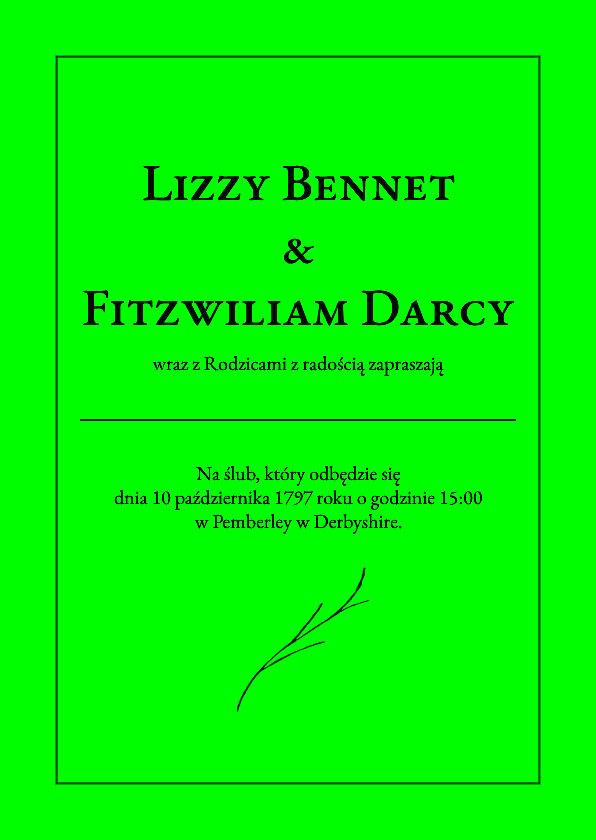 Lizzy Bennet
&
Fitzwiliam Darcy
wraz z Rodzicami z radością zapraszają
Na ślub, który odbędzie się
dnia 10 października 1797 roku o godzinie 15:00
w Pemberley w Derbyshire.